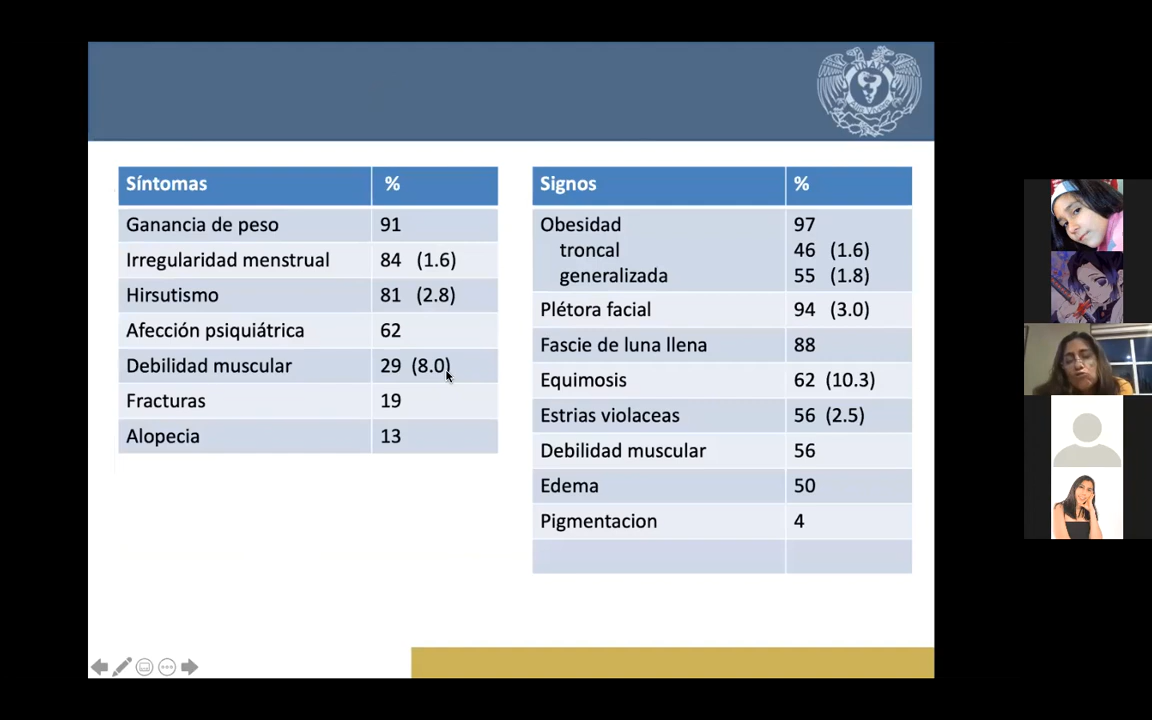 Síntomas %
Ganancia de peso 91
Irregularidad menstrual 84 (1.6)
Hirsutismo 81 (2.8)
Afección psiquiátrica 62
Debilidad muscular 29 (8.0)
Fracturas 19
Alopecia 13
Signos %
Obesidad 97
troncal 46 (1.6)
generalizada 55 (1.8)
Plétora facial 94 (3.0)
Fascie de luna llena 88
Equimosis 62 (10.3)
Estrias violaceas 56 (2.5)
Debilidad muscular 56
Edema 50
Pigmentacion 4